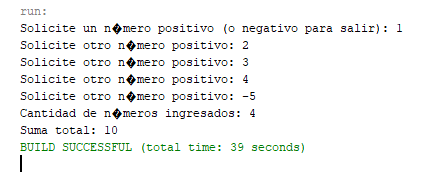 run:
Solicite un n�mero positivo (o negativo para salir): 1
Solicite otro n�mero positivo: 2
Solicite otro n�mero positivo: 3
Solicite otro n�mero positivo: 4
Solicite otro n�mero positivo: -5
Cantidad de n�meros ingresados: 4
Suma total: 10
BUILD SUCCESSFUL (total time: 39 seconds)